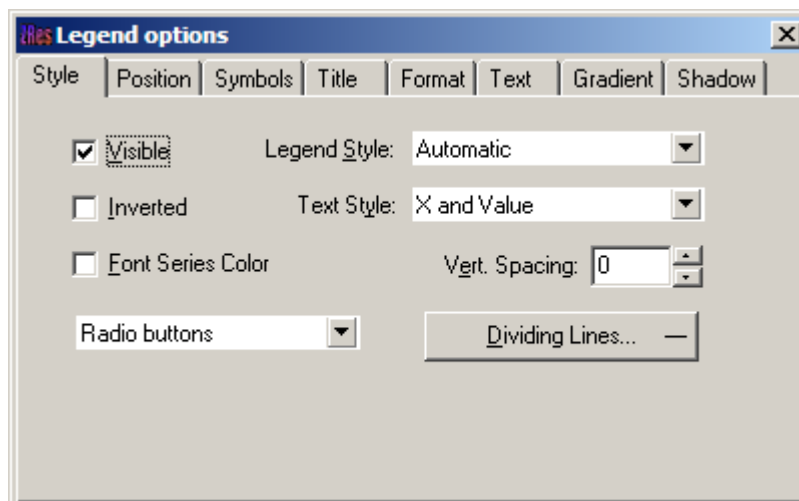 zRes Legend options
Style Position Symbols Title Format Text Gradient Shadow
Visible Legend Style: Automatic
Inverted Text Style: X and Value
Font Series Color Vert. Spacing: 0
Radio buttons Dividing Lines...